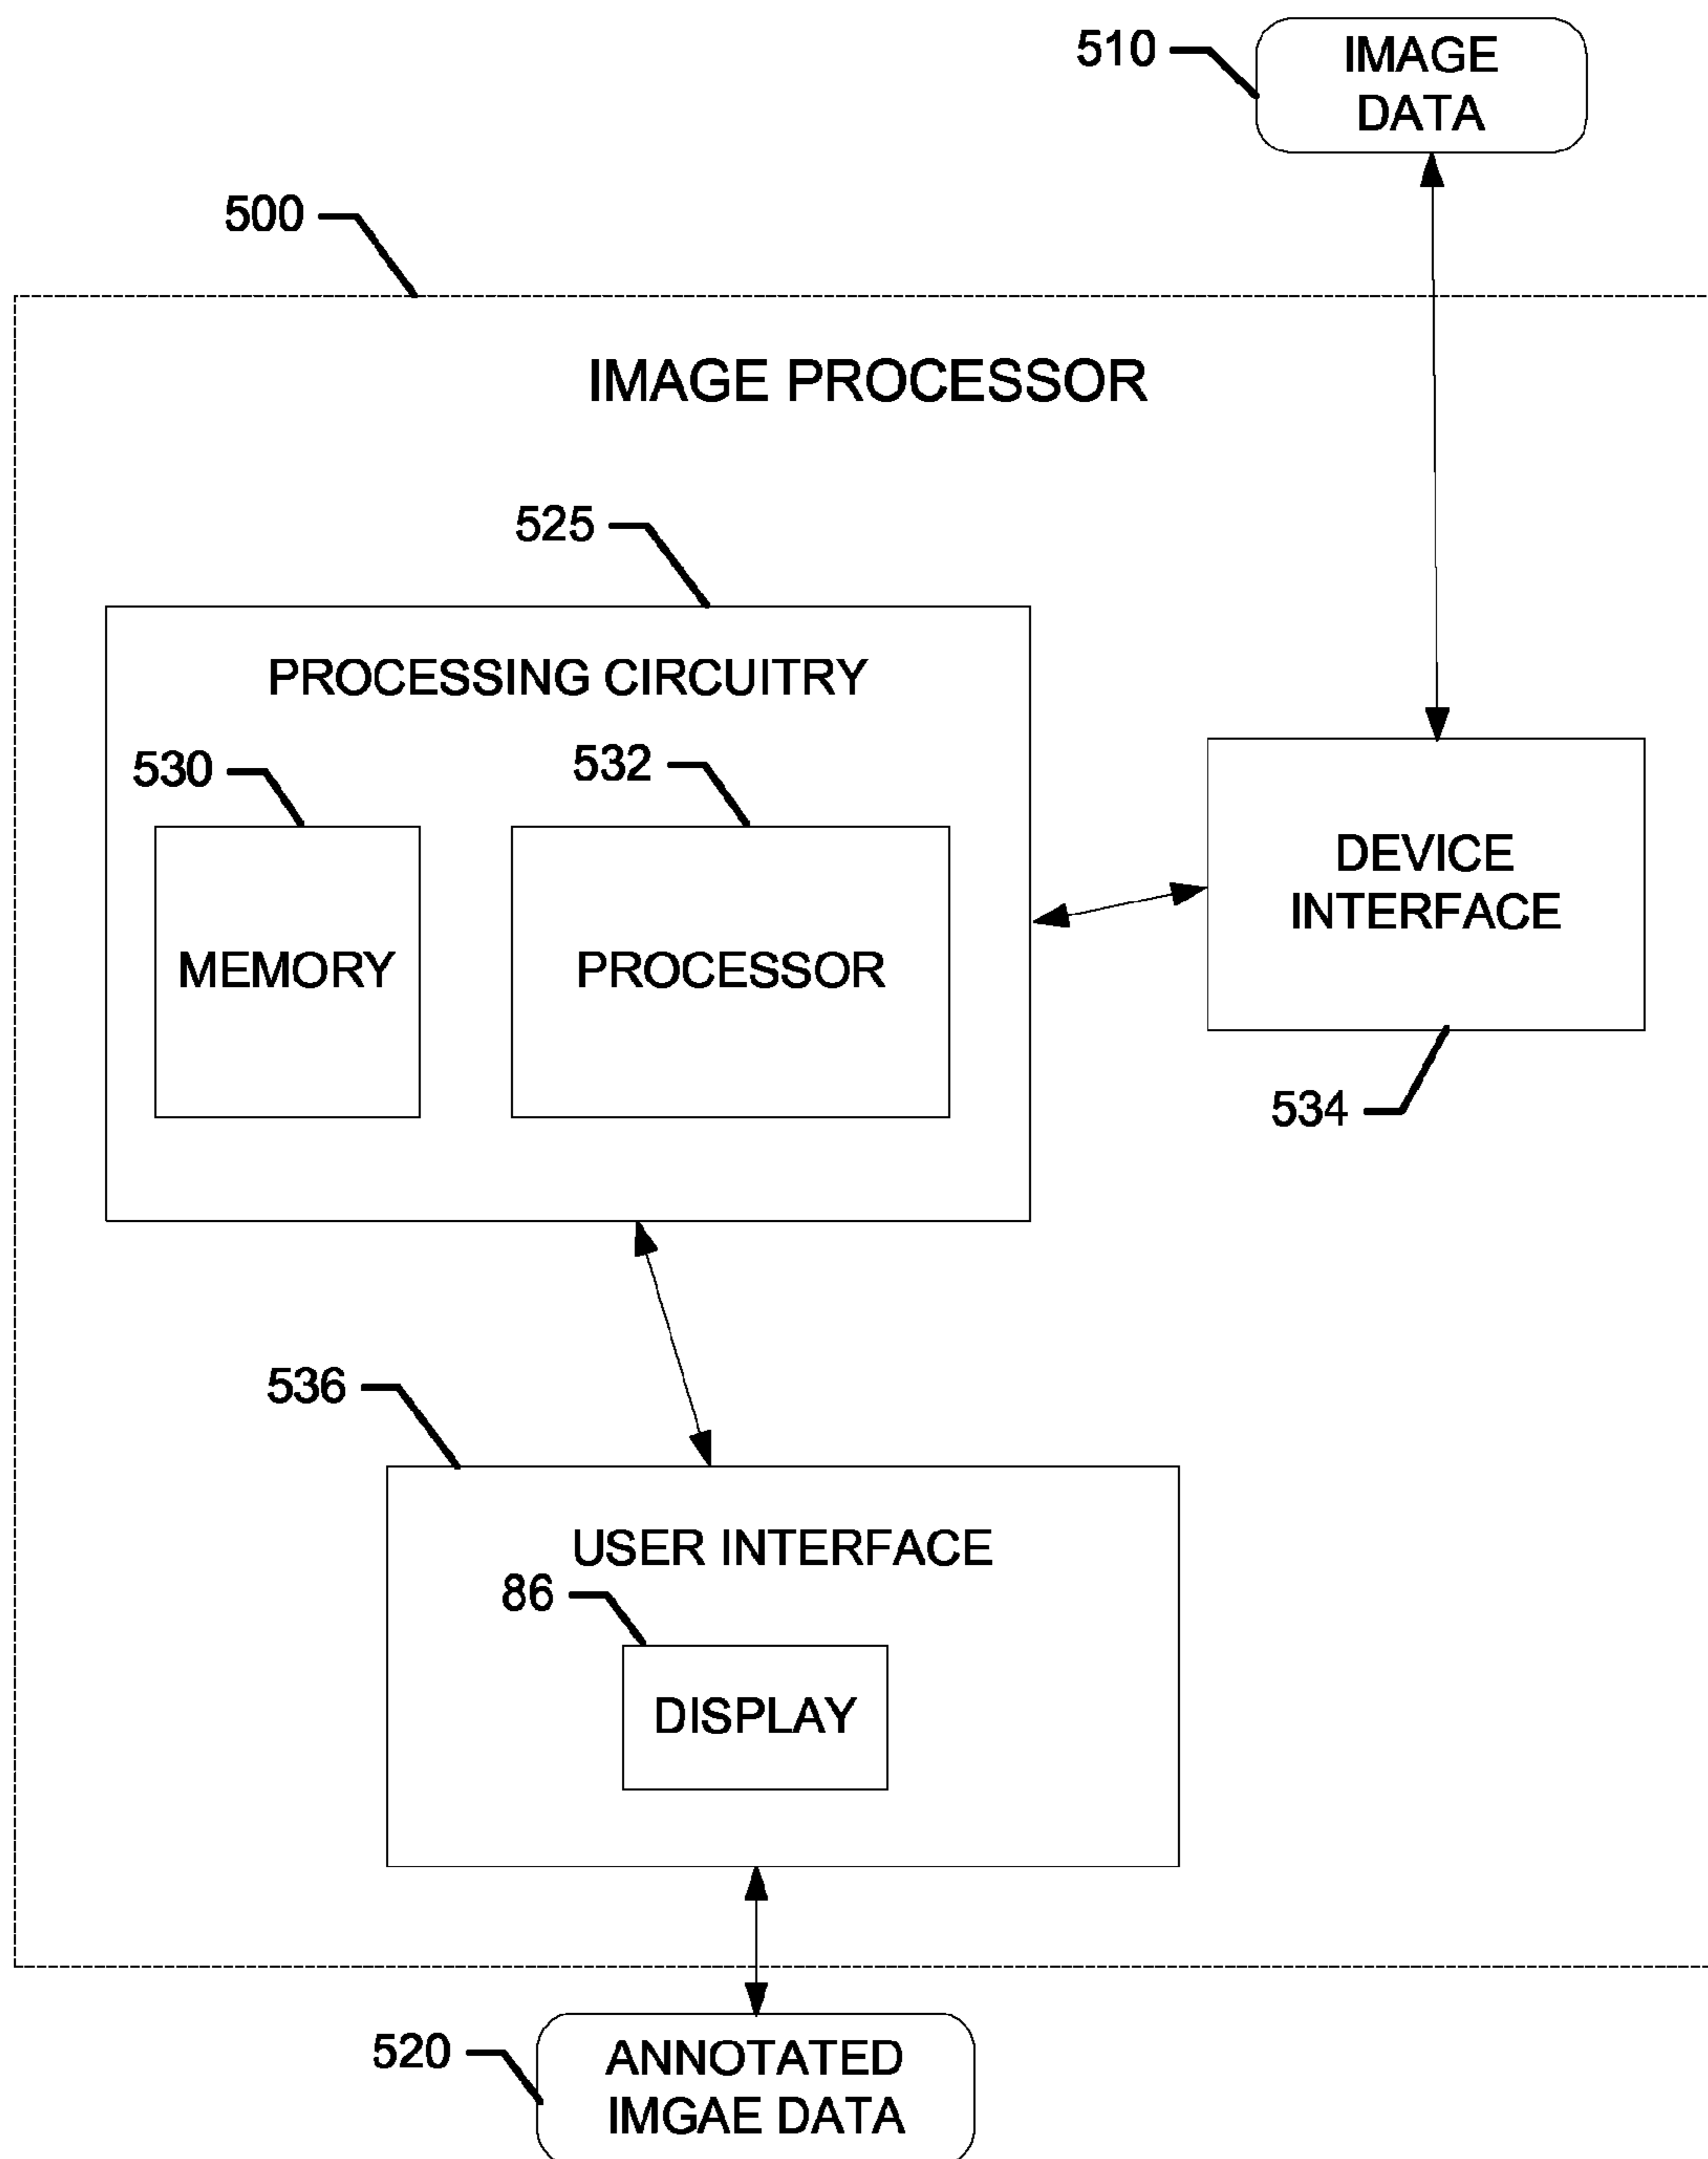 510
IMAGE
DATA
500
IMAGE PROCESSOR
525
PROCESSING CIRCUITRY
530
532
MEMORY
PROCESSOR
DEVICE
INTERFACE
534
536
USER INTERFACE
86
DISPLAY
520
ANNOTATED
IMGAE DATA